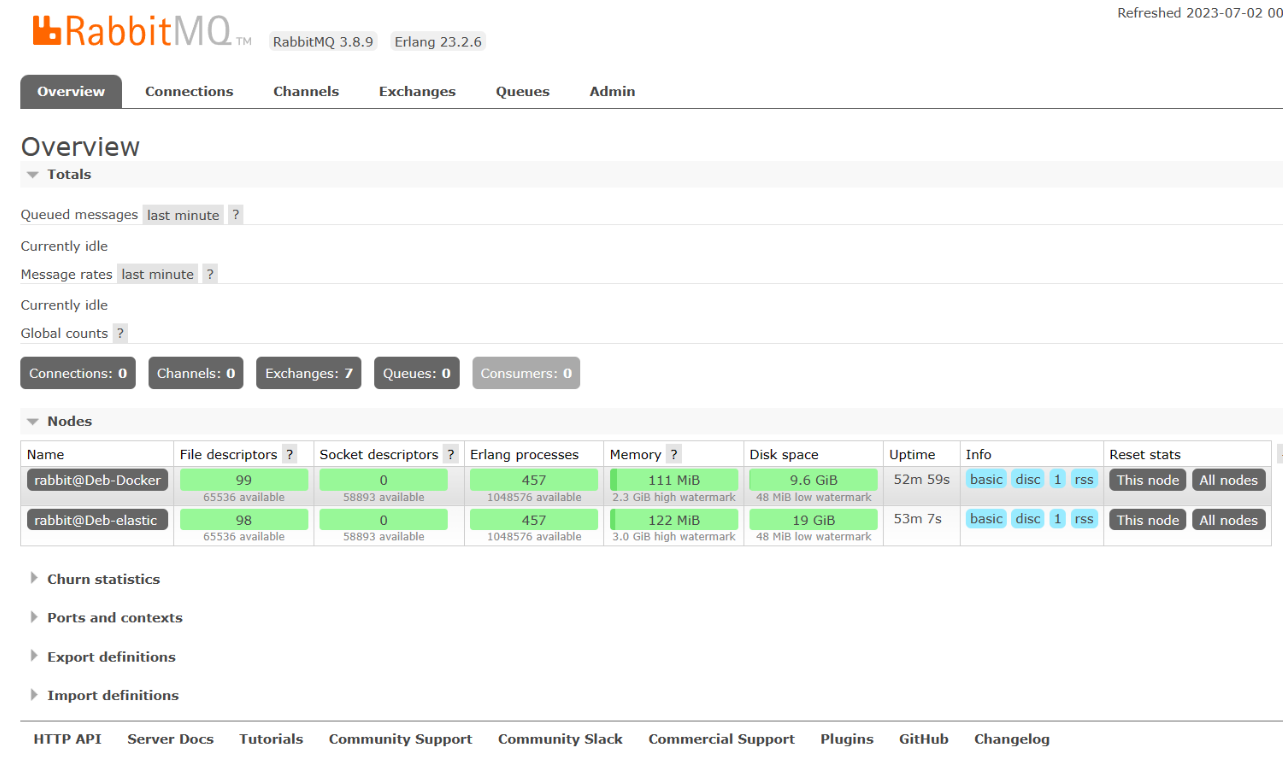 Refreshed 2023-07-02 00
RabbitMQ TM RabbitMQ 3.8.9 Erlang 23.2.6
Overview Connections Channels Exchanges Queues Admin
Overview
Totals
Queued messages last minute ?
Currently idle
Message rates last minute ?
Currently idle
Global counts ?
Connections: 0 Channels: 0 Exchanges: 7 Queues: 0 Consumers: 0
Nodes
Name File descriptors ? Socket descriptors ? Erlang processes Memory ? Disk space Uptime Info Reset stats
rabbit@Deb-Docker 99 0 457 111 MiB 9.6 GiB 52m 59s basic disc 1 rss This node All nodes
65536 available 58893 available 1048576 available 2.3 GiB high watermark 48 MiB low watermark
rabbit@Deb-elastic 98 0 457 122 MiB 19 GiB 53m 7s basic disc 1 rss This node All nodes
65536 available 58893 available 1048576 available 3.0 GiB high watermark 48 MiB low watermark
Churn statistics
Ports and contexts
Export definitions
Import definitions
HTTP API Server Docs Tutorials Community Support Community Slack Commercial Support Plugins GitHub Changelog